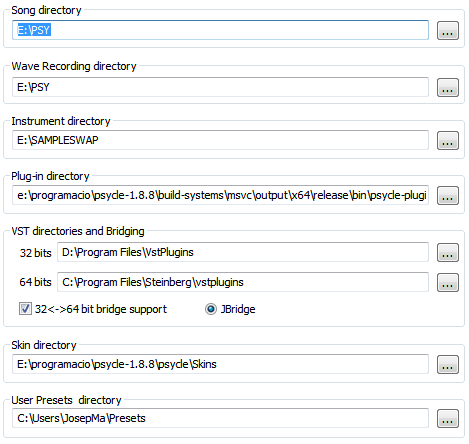 Song directory
E:\PSY
...
Wave Recording directory
E:\PSY
...
Instrument directory
E:\SAMPLESWAP
...
Plug-in directory
e:\programacio\psycle-1.8.8\build-systems\msvc\output\x64\release\bin\psycle-plugi
...
VST directories and Bridging
32 bits D:\Program Files\VstPlugins ...
64 bits C:\Program Files\Steinberg\vstplugins ...
32<->64 bit bridge support JBridge
Skin directory
E:\programacio\psycle-1.8.8\psycle\Skins
...
User Presets directory
C:\Users\JosepMa\Presets
...